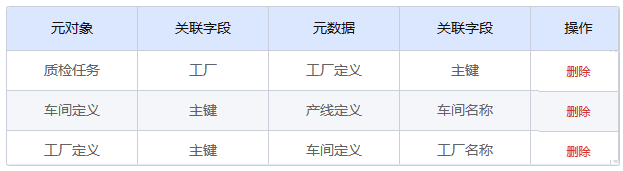 元对象 关联字段 元数据 关联字段 操作
质检任务 工厂 工厂定义 主键 删除
车间定义 主键 产线定义 车间名称 删除
工厂定义 主键 车间定义 工厂名称 删除